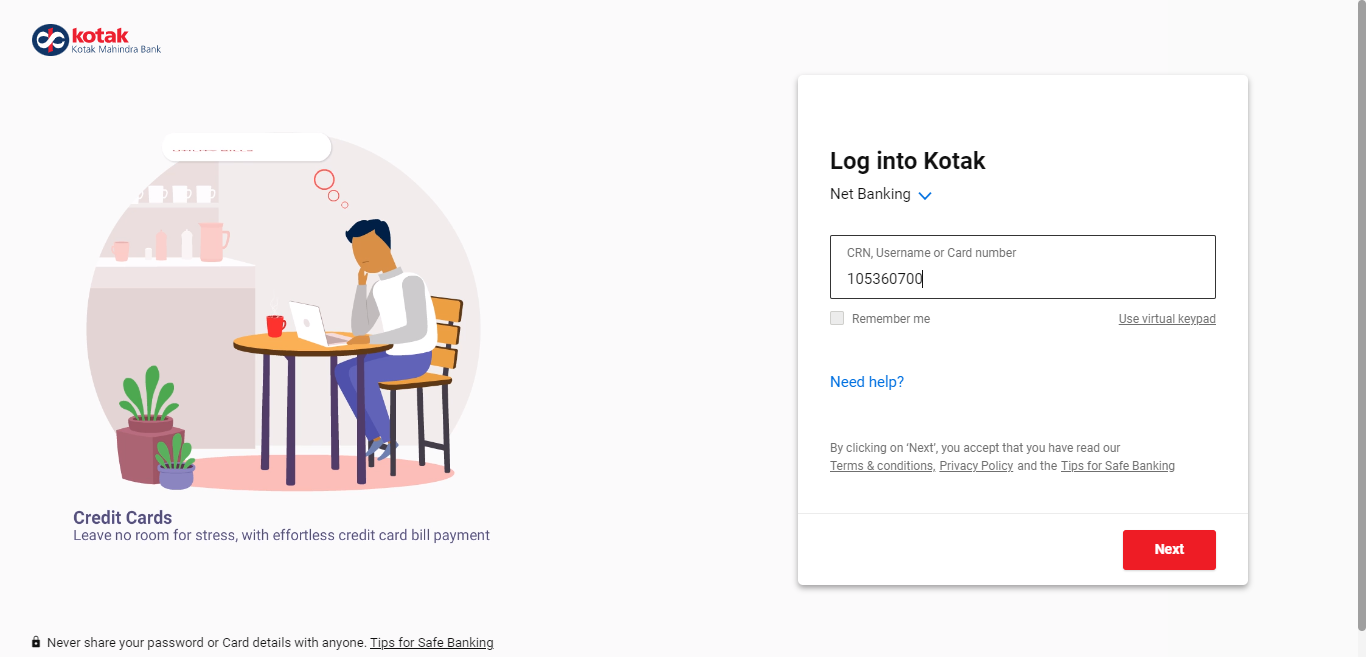 kotak
Kotak Mahindra Bank
Log into Kotak
Net Banking
CRN, Username or Card number
105360700
Remember me
Use virtual keypad
Need help?
By clicking on ‘Next’, you accept that you have read our
Terms & conditions, Privacy Policy and the Tips for Safe Banking
Next
Credit Cards
Leave no room for stress, with effortless credit card bill payment
Never share your password or Card details with anyone. Tips for Safe Banking